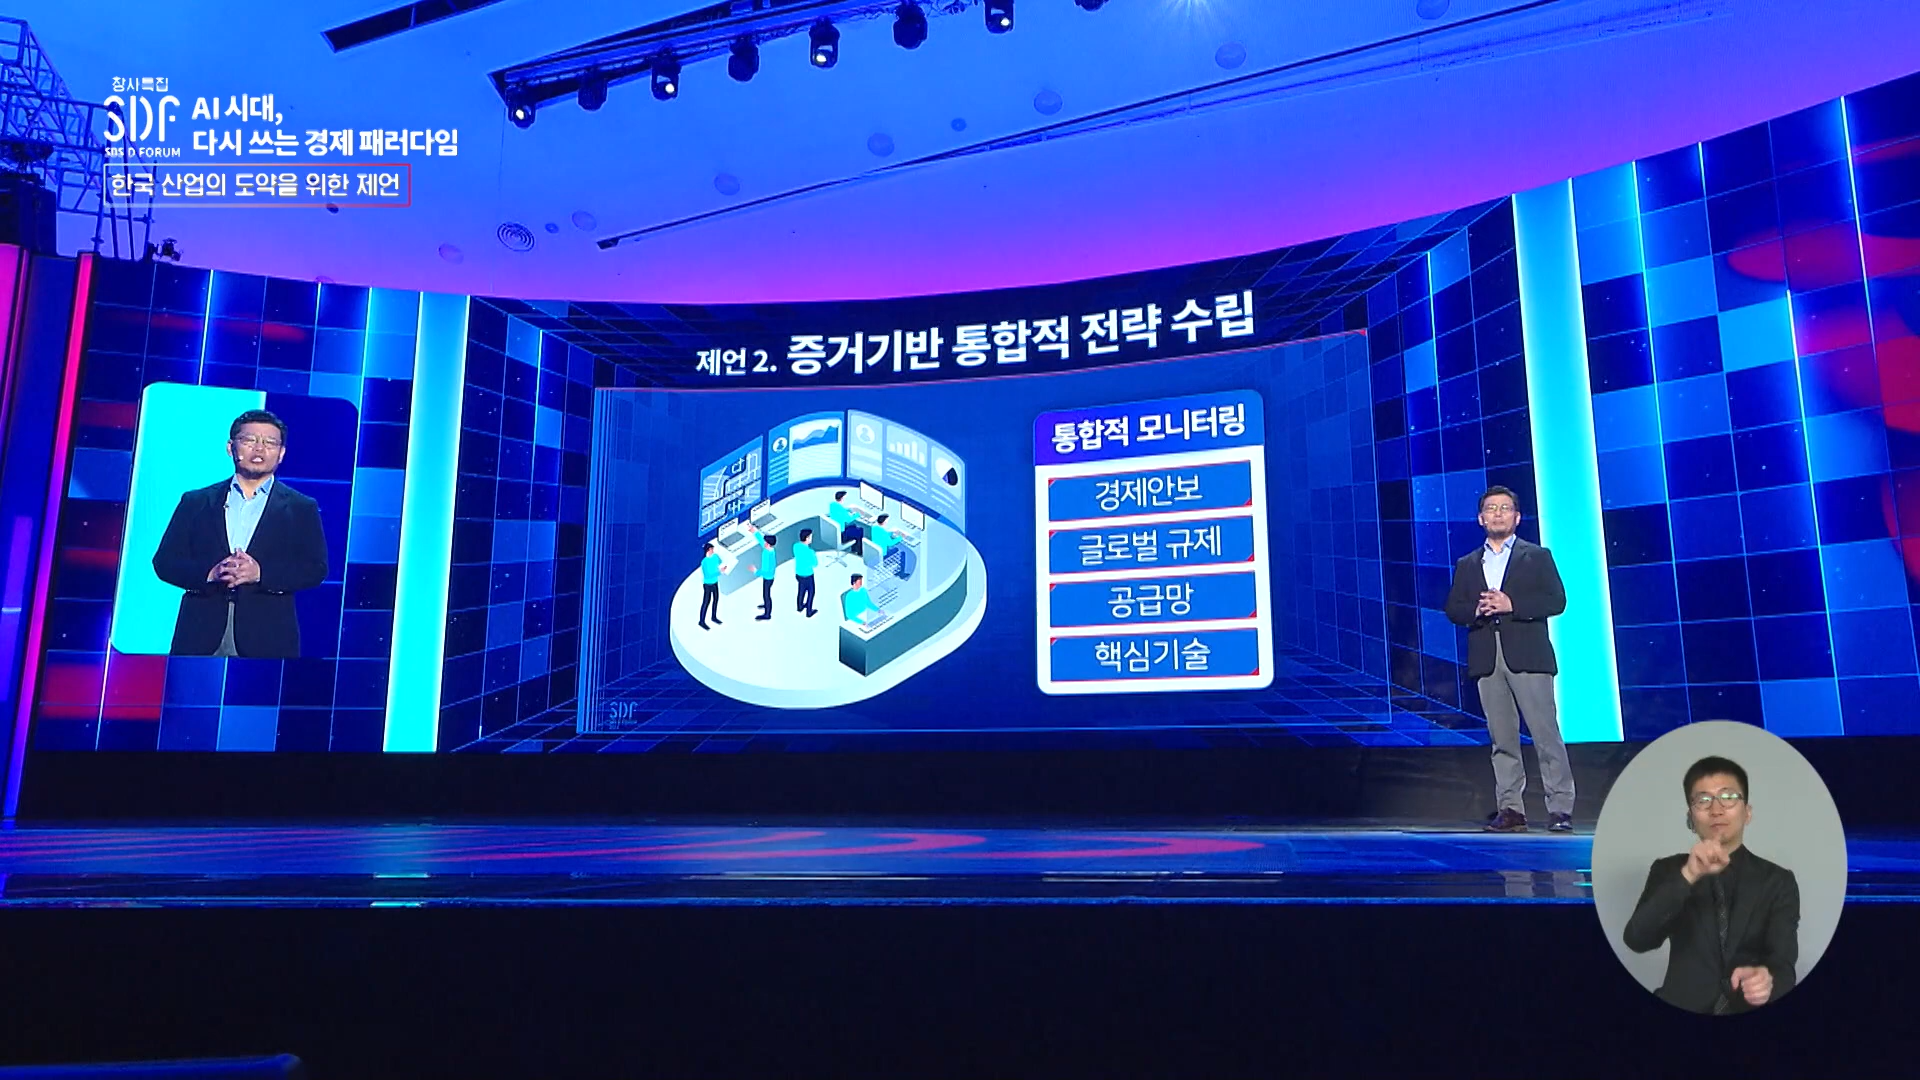 창사특집
SDF
SBS D FORUM
AI 시대,
다시 쓰는 경제 패러다임
한국 산업의 도약을 위한 제언
제언 2. 증거기반 통합적 전략 수립
통합적 모니터링
경제안보
글로벌 규제
공급망
핵심기술
SDF